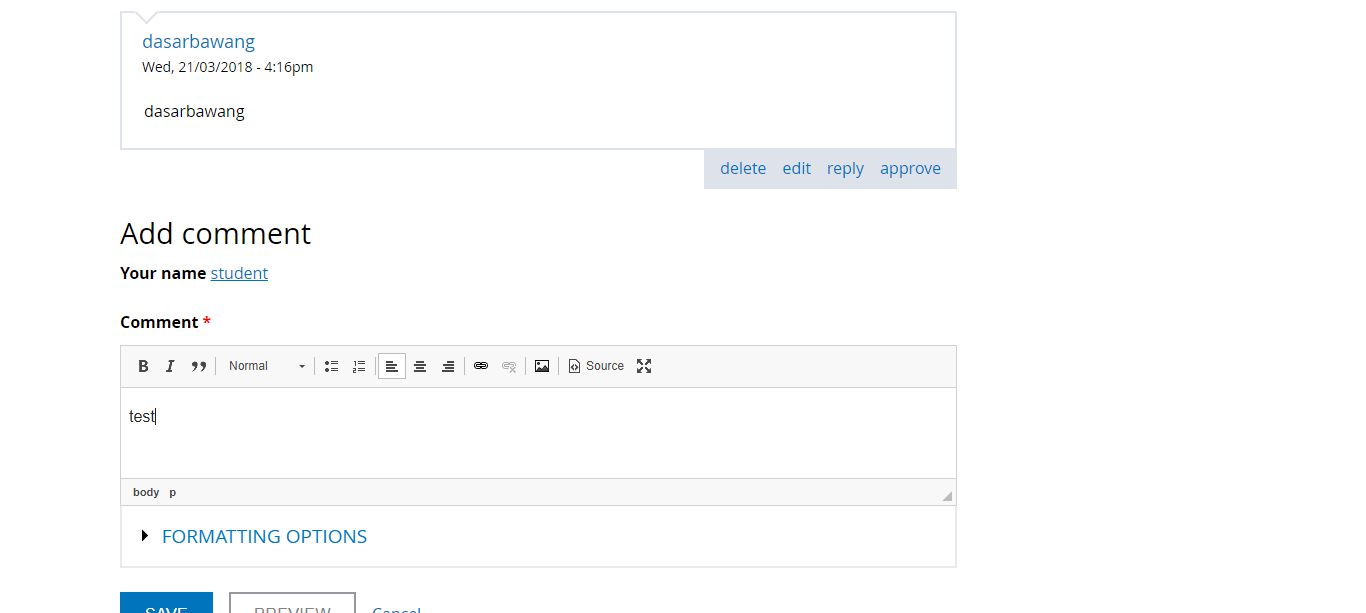 dasarbawang
Wed, 21/03/2018 - 4:16pm
dasarbawang
delete edit reply approve
Add comment
Your name student
Comment *
B I ” Normal Source
test
body p
FORMATTING OPTIONS
SAVE PREVIEW Cancel